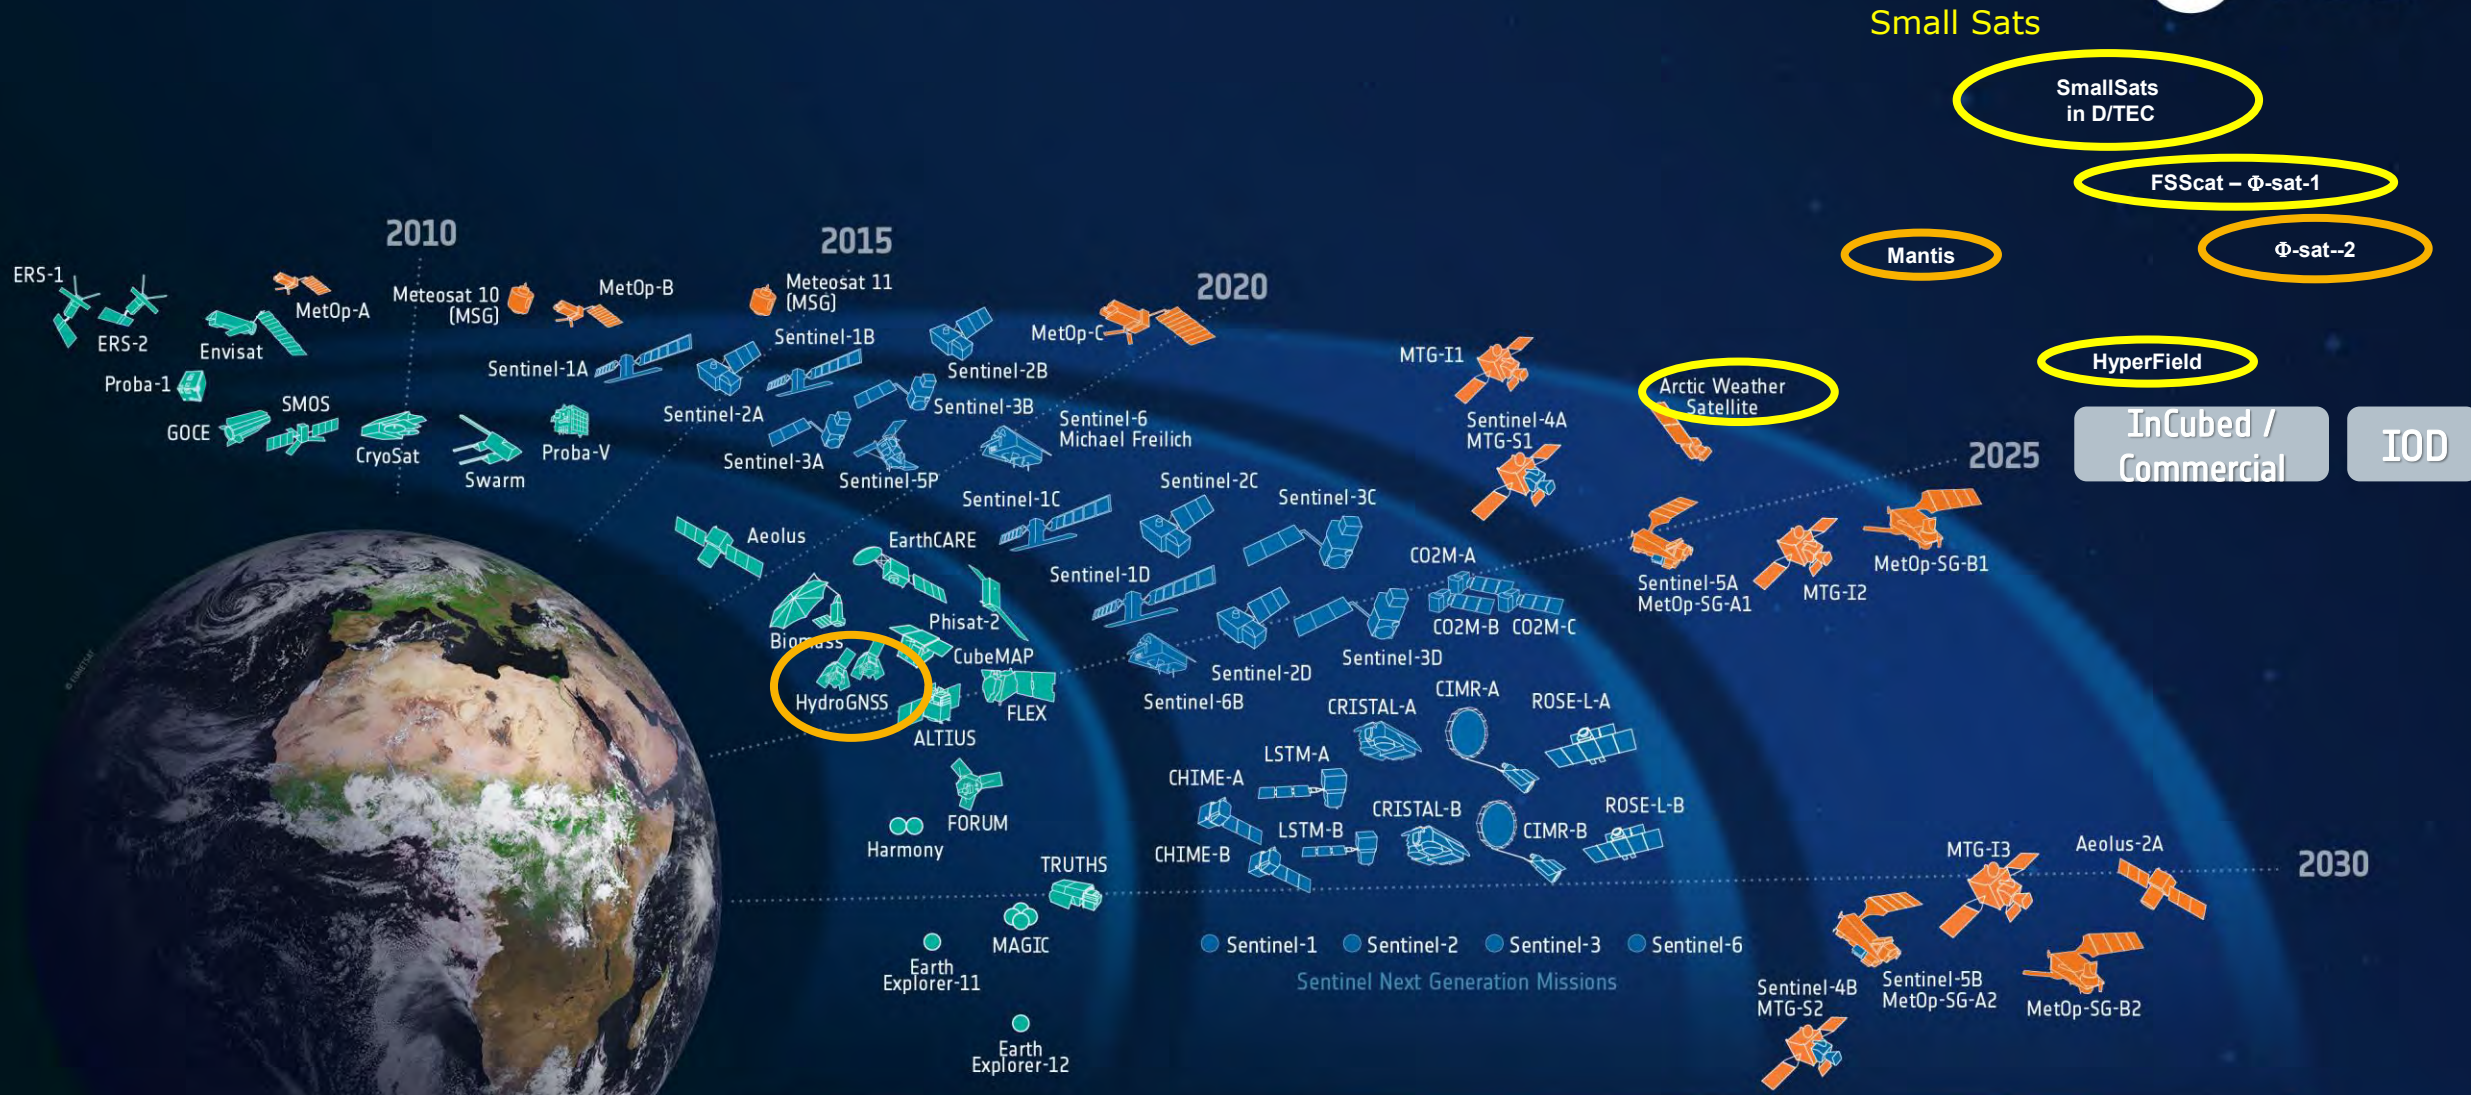 Small Sats
SmallSats
in D/TEC
FSScat – Φ-sat-1
Mantis
Φ-sat--2
HyperField
InCubed /
Commercial
IOD
2010
2015
2020
2025
2030
ERS-1
ERS-2
Envisat
MetOp-A
Proba-1
GOCE
SMOS
Meteosat 10
(MSG)
MetOp-B
Meteosat 11
(MSG)
CryoSat
Swarm
Proba-V
Sentinel-1A
Sentinel-2A
Sentinel-1B
Sentinel-3A
Sentinel-5P
Sentinel-2B
Sentinel-3B
MetOp-C
Sentinel-6
Michael Freilich
MTG-I1
Sentinel-4A
MTG-S1
Arctic Weather
Satellite
Aeolus
EarthCARE
Biomass
Phisat-2
CubeMAP
HydroGNSS
FLEX
ALTIUS
Sentinel-1C
Sentinel-2C
Sentinel-3C
Sentinel-1D
Sentinel-2D
Sentinel-3D
Sentinel-6B
CO2M-A
CO2M-B
CO2M-C
Sentinel-5A
MetOp-SG-A1
MTG-I2
MetOp-SG-B1
FORUM
Harmony
TRUTHS
MAGIC
Earth
Explorer-11
Earth
Explorer-12
CHIME-A
CHIME-B
LSTM-A
LSTM-B
CRISTAL-A
CRISTAL-B
CIMR-A
CIMR-B
ROSE-L-A
ROSE-L-B
Sentinel-1
Sentinel-2
Sentinel-3
Sentinel-6
Sentinel Next Generation Missions
MTG-I3
Aeolus-2A
Sentinel-4B
MTG-S2
Sentinel-5B
MetOp-SG-A2
MetOp-SG-B2
© EUMETSAT